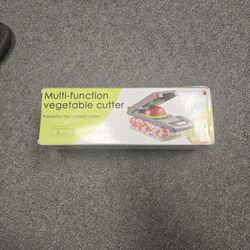 Multi-function
vegetable cutter
Powerful household cutter